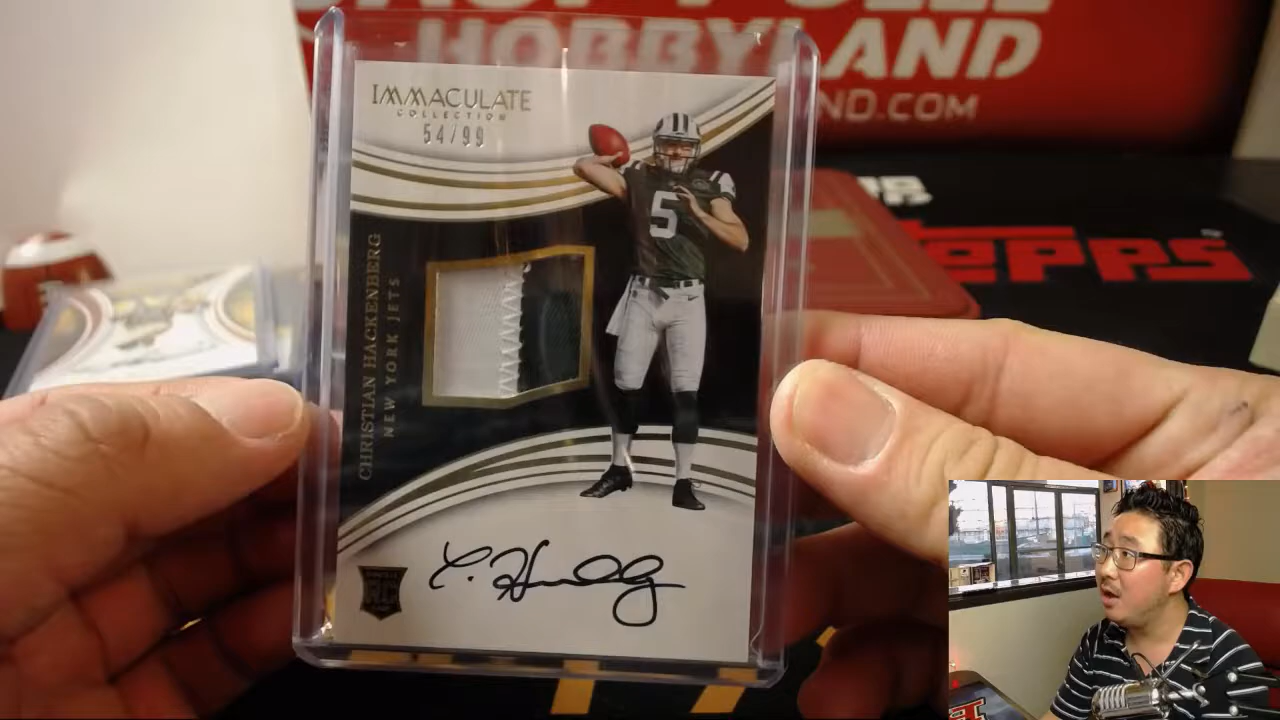 HOBBYLAND
ND.COM
IMMACULATE
COLLECTION
54/99
5
CHRISTIAN HACKENBERG
NEW YORK JETS
RC
TOPPS